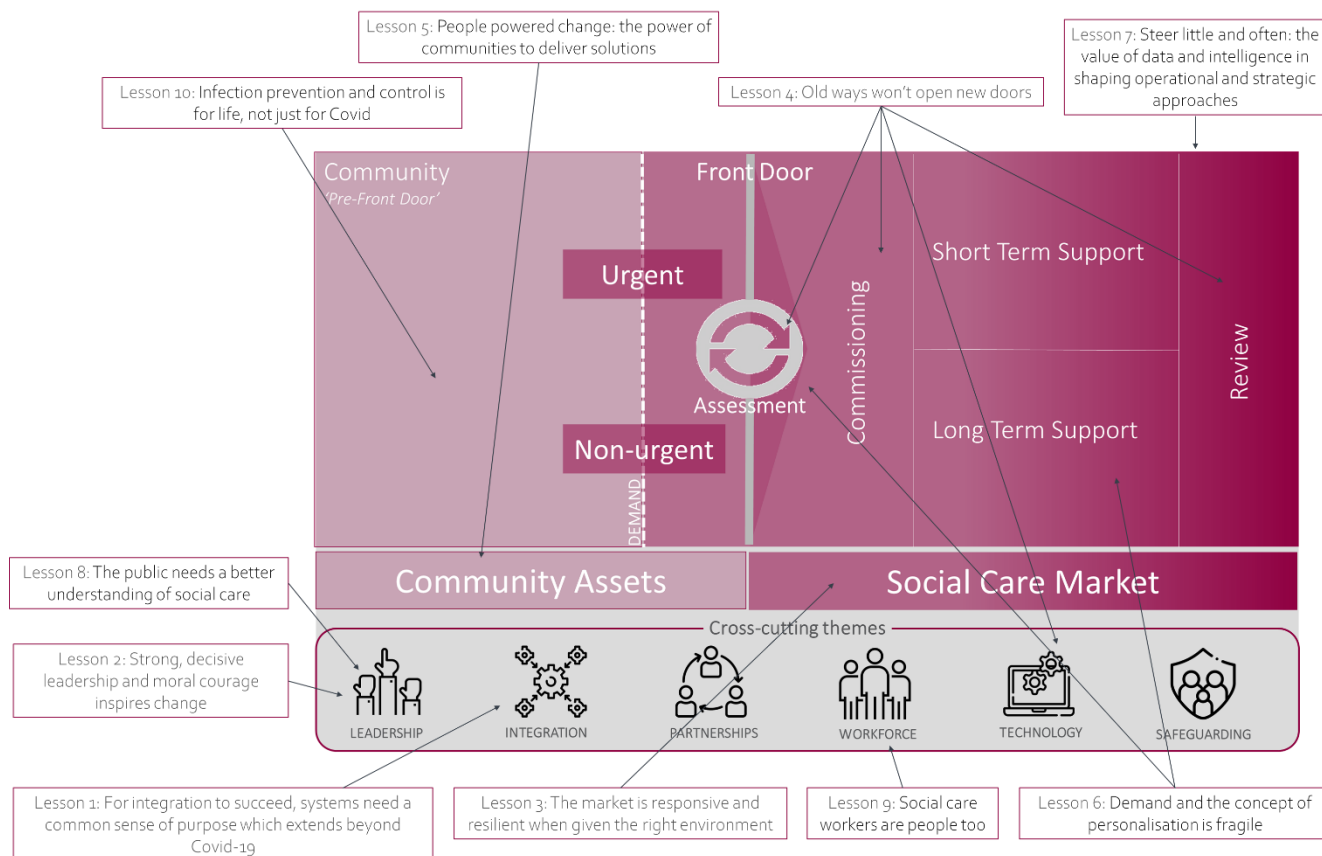 Lesson 5: People powered change: the power of
communities to deliver solutions
Lesson 7: Steer little and often: the
value of data and intelligence in
shaping operational and strategic
approaches
Lesson 10: Infection prevention and control is
for life, not just for Covid
Lesson 4: Old ways won't open new doors
Community
'Pre-Front Door'
Front Door
Urgent
Non-urgent
DEMAND
Assessment
Commissioning
Short Term Support
Long Term Support
Review
Community Assets
Social Care Market
Lesson 8: The public needs a better
understanding of social care
Lesson 2: Strong, decisive
leadership and moral courage
inspires change
Cross-cutting themes
LEADERSHIP
INTEGRATION
PARTNERSHIPS
WORKFORCE
TECHNOLOGY
SAFEGUARDING
Lesson 1: For integration to succeed, systems need a
common sense of purpose which extends beyond
Covid-19
Lesson 3: The market is responsive and
resilient when given the right environment
Lesson 9: Social care
workers are people too
Lesson 6: Demand and the concept of
personalisation is fragile